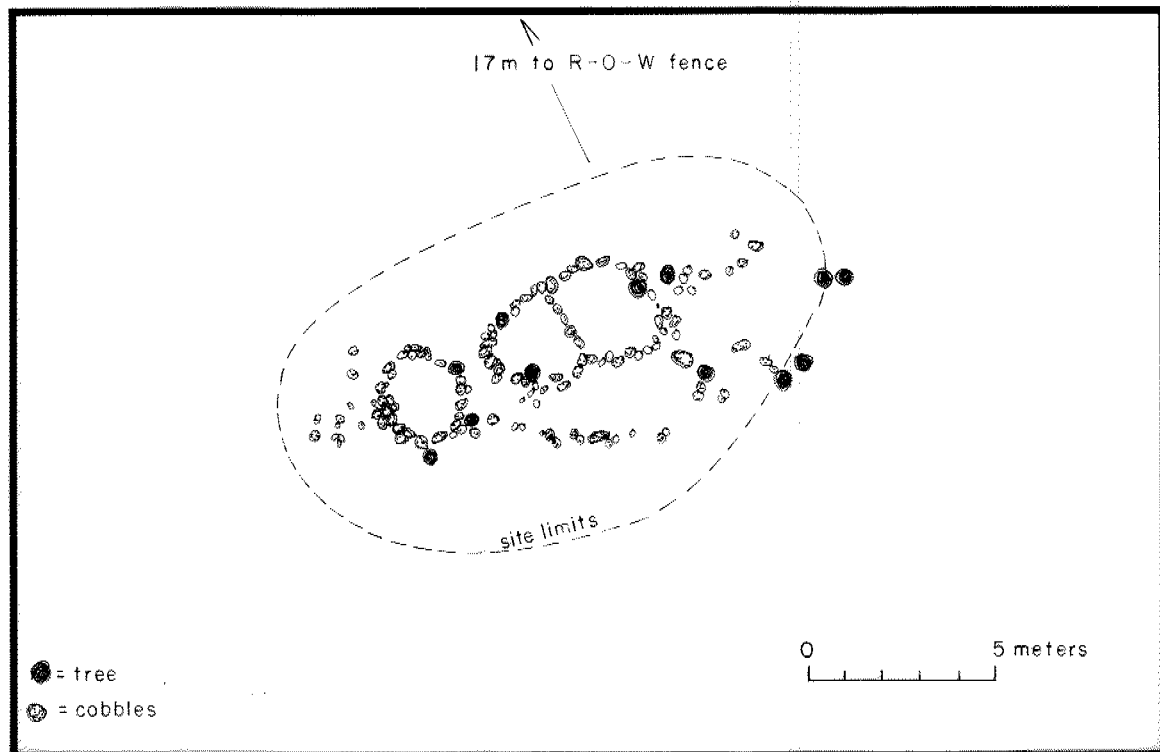 17m to R-O-W fence
site limits
0 5 meters
= tree
= cobbles